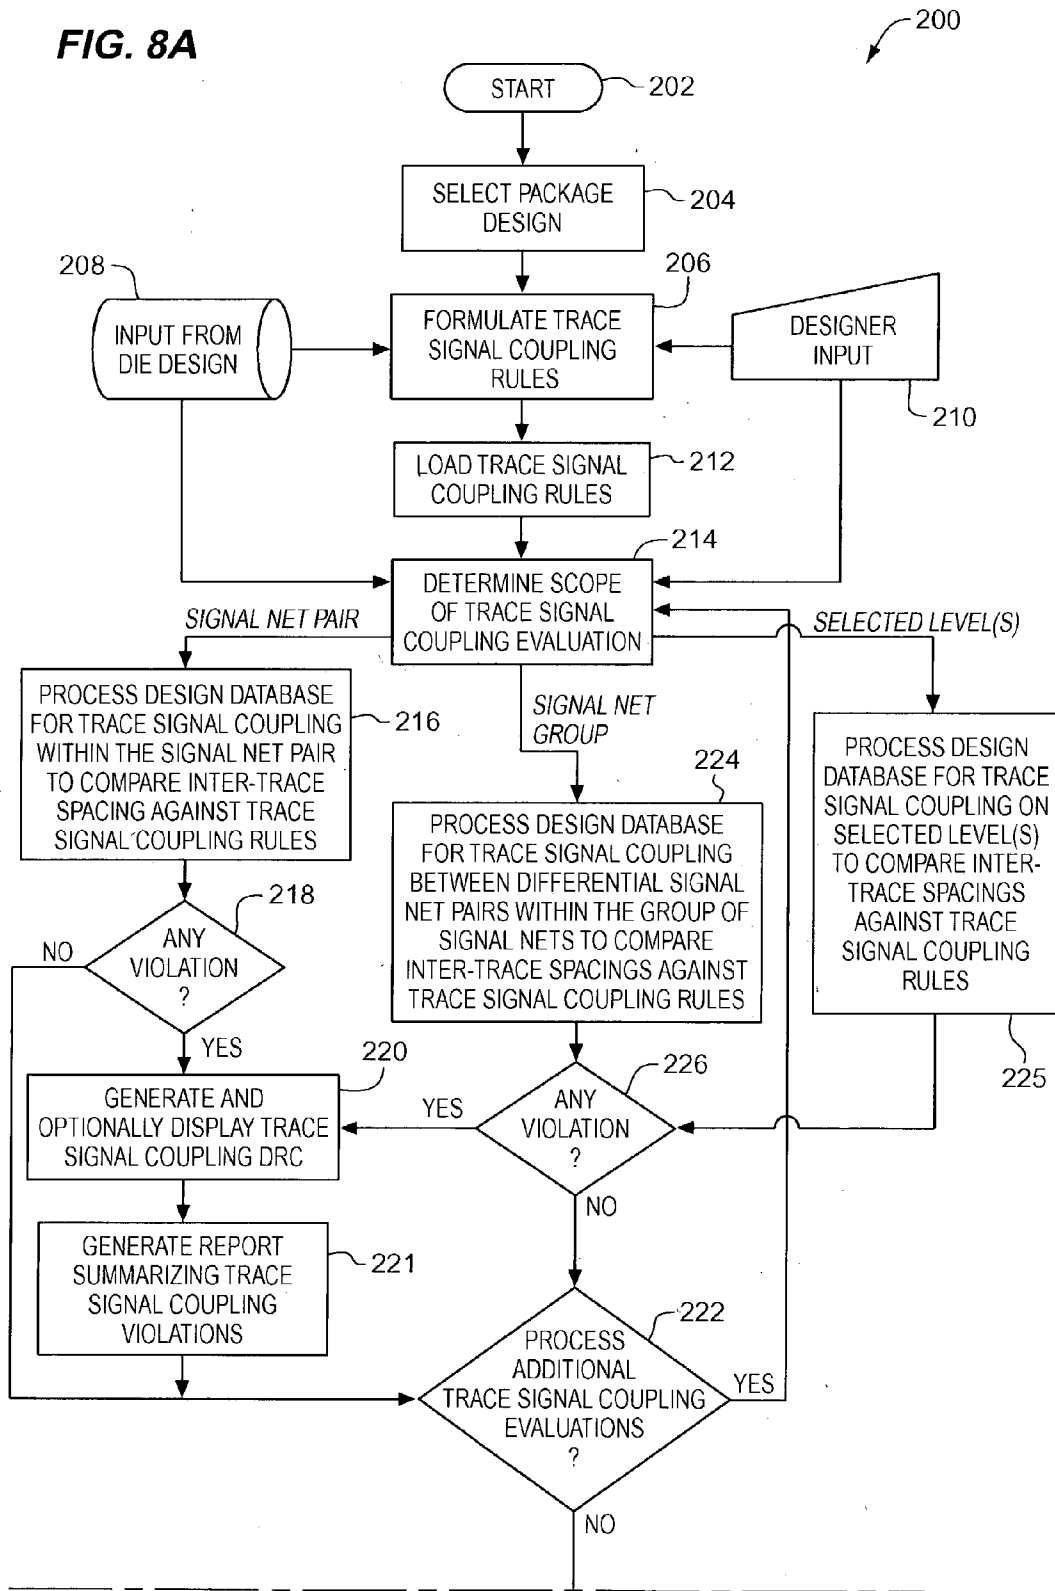 FIG. 8A
200
START
202
SELECT PACKAGE
DESIGN
204
208
INPUT FROM
DIE DESIGN
206
FORMULATE TRACE
SIGNAL COUPLING
RULES
DESIGNER
INPUT
210
LOAD TRACE SIGNAL
COUPLING RULES
212
214
DETERMINE SCOPE
OF TRACE SIGNAL
COUPLING EVALUATION
SIGNAL NET PAIR
SELECTED LEVEL(S)
SIGNAL NET
GROUP
PROCESS DESIGN DATABASE
FOR TRACE SIGNAL COUPLING
WITHIN THE SIGNAL NET PAIR
TO COMPARE INTER-TRACE
SPACING AGAINST TRACE
SIGNAL COUPLING RULES
216
224
PROCESS DESIGN DATABASE
FOR TRACE SIGNAL COUPLING
BETWEEN DIFFERENTIAL SIGNAL
NET PAIRS WITHIN THE GROUP OF
SIGNAL NETS TO COMPARE
INTER-TRACE SPACINGS AGAINST
TRACE SIGNAL COUPLING RULES
PROCESS DESIGN
DATABASE FOR TRACE
SIGNAL COUPLING ON
SELECTED LEVEL(S)
TO COMPARE INTER-
TRACE SPACINGS
AGAINST TRACE
SIGNAL COUPLING
RULES
225
218
NO
ANY
VIOLATION
?
YES
220
GENERATE AND
OPTIONALLY DISPLAY TRACE
SIGNAL COUPLING DRC
YES
226
ANY
VIOLATION
?
NO
GENERATE REPORT
SUMMARIZING TRACE
SIGNAL COUPLING
VIOLATIONS
221
222
PROCESS
ADDITIONAL
TRACE SIGNAL COUPLING
EVALUATIONS
?
YES
NO